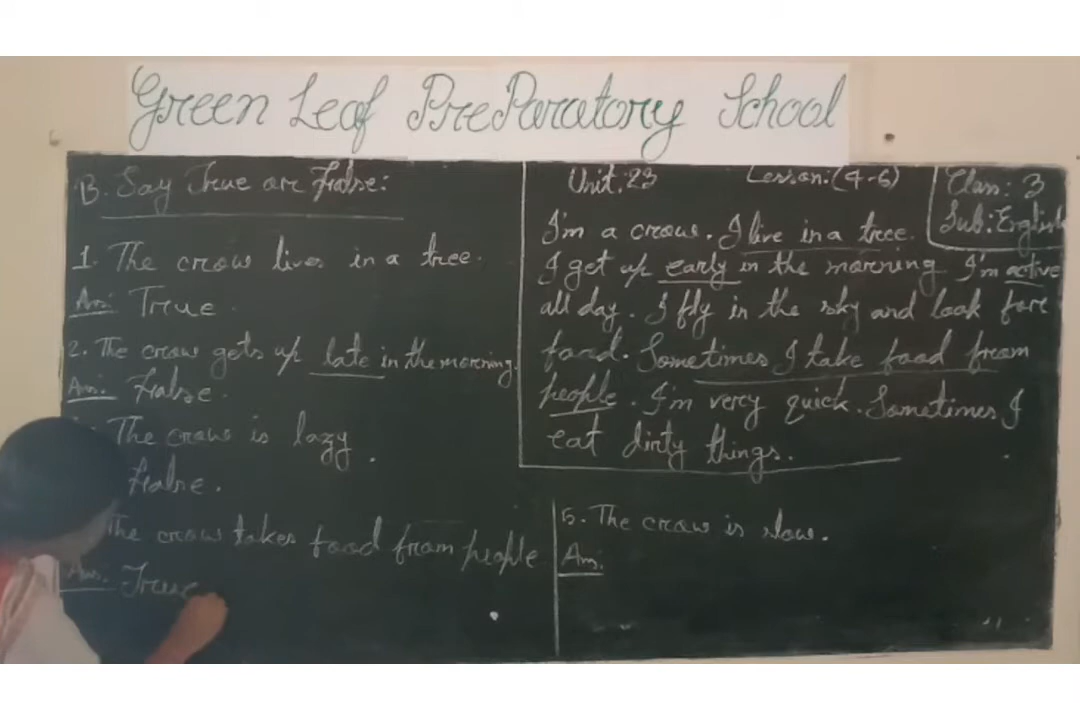 Green Leaf PreParatory School
B. Say True or False:
1. The crow lives in a tree.
Ans: True.
2. The crow gets up late in the morning.
Ans: False.
The crow is lazy.
False.
The crow takes food from people
Ans: True
Unit: 23 Lesson: (4-6)
Class: 3
Sub: English
I'm a crow. I live in a tree.
I get up early in the morning. I'm active
all day. I fly in the sky and look for
food. Sometimes I take food from
people. I'm very quick. Sometimes I
eat dirty things.
5. The crow is slow.
Ans: